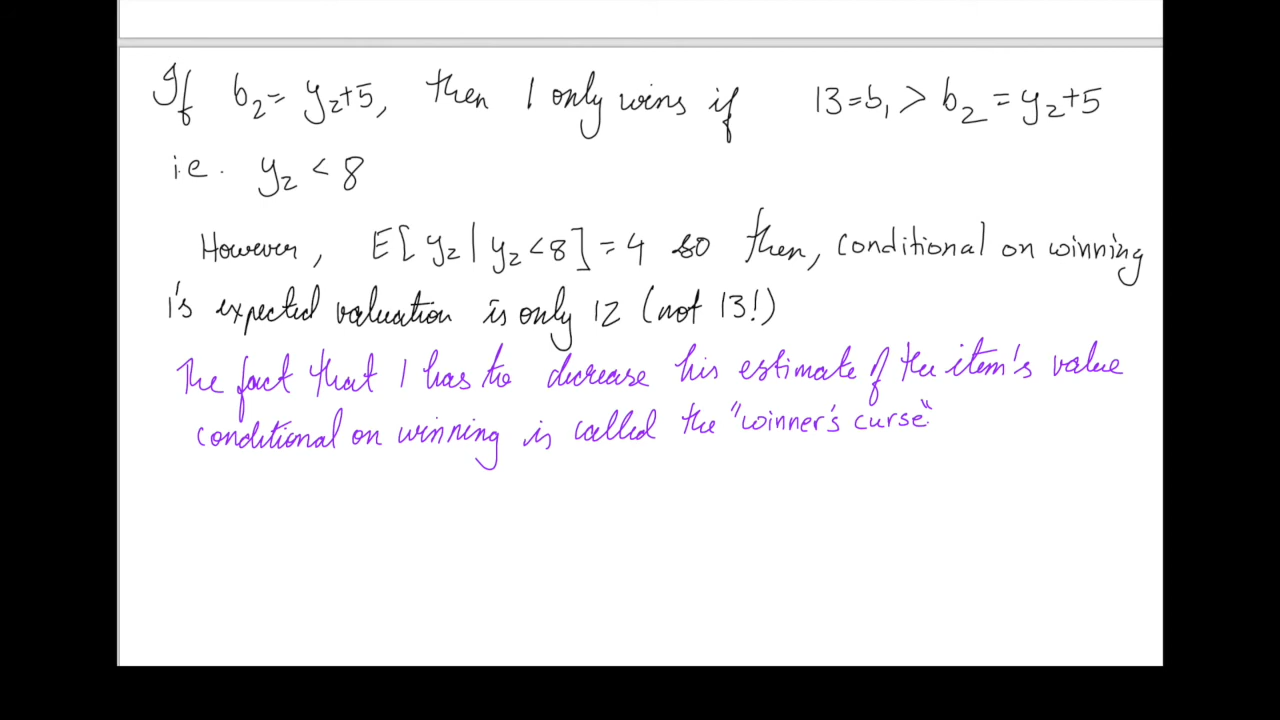 If b₂ = y₂+5, then 1 only wins if 13=b₁ > b₂ = y₂+5
i.e. y₂ < 8
However, E[y₂ | y₂<8] = 4 so then, conditional on winning
1's expected valuation is only 12 (not 13!)
The fact that 1 has to decrease his estimate of the item's value
conditional on winning is called the "winner's curse"